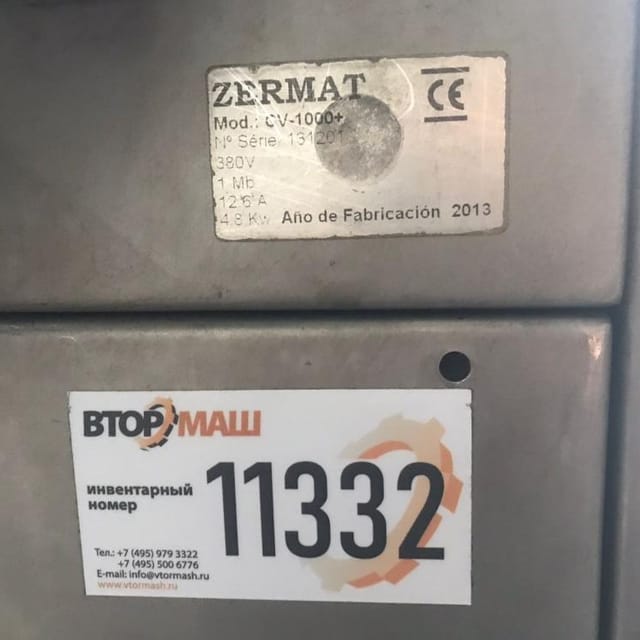 ZERMAT
CE
Mod.: CV-1000+
Nº Série 131201
380V
1 Mb
12.6 A
4.8 Kw Año de Fabricación 2013
ВТОРМАШ
инвентарный
номер
11332
Тел.: +7 (495) 979 3322
+7 (495) 500 6776
E-mail: info@vtormash.ru
www.vtormash.ru